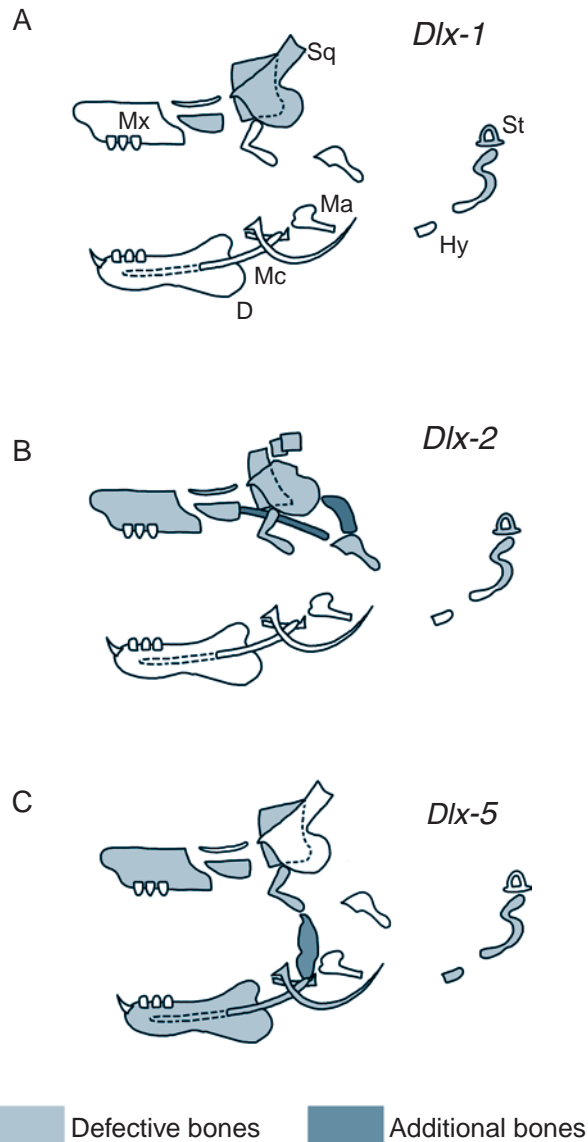 A
Dlx-1
Sq
Mx
St
Ma
Hy
Mc
D
B
Dlx-2
C
Dlx-5
Defective bones
Additional bones